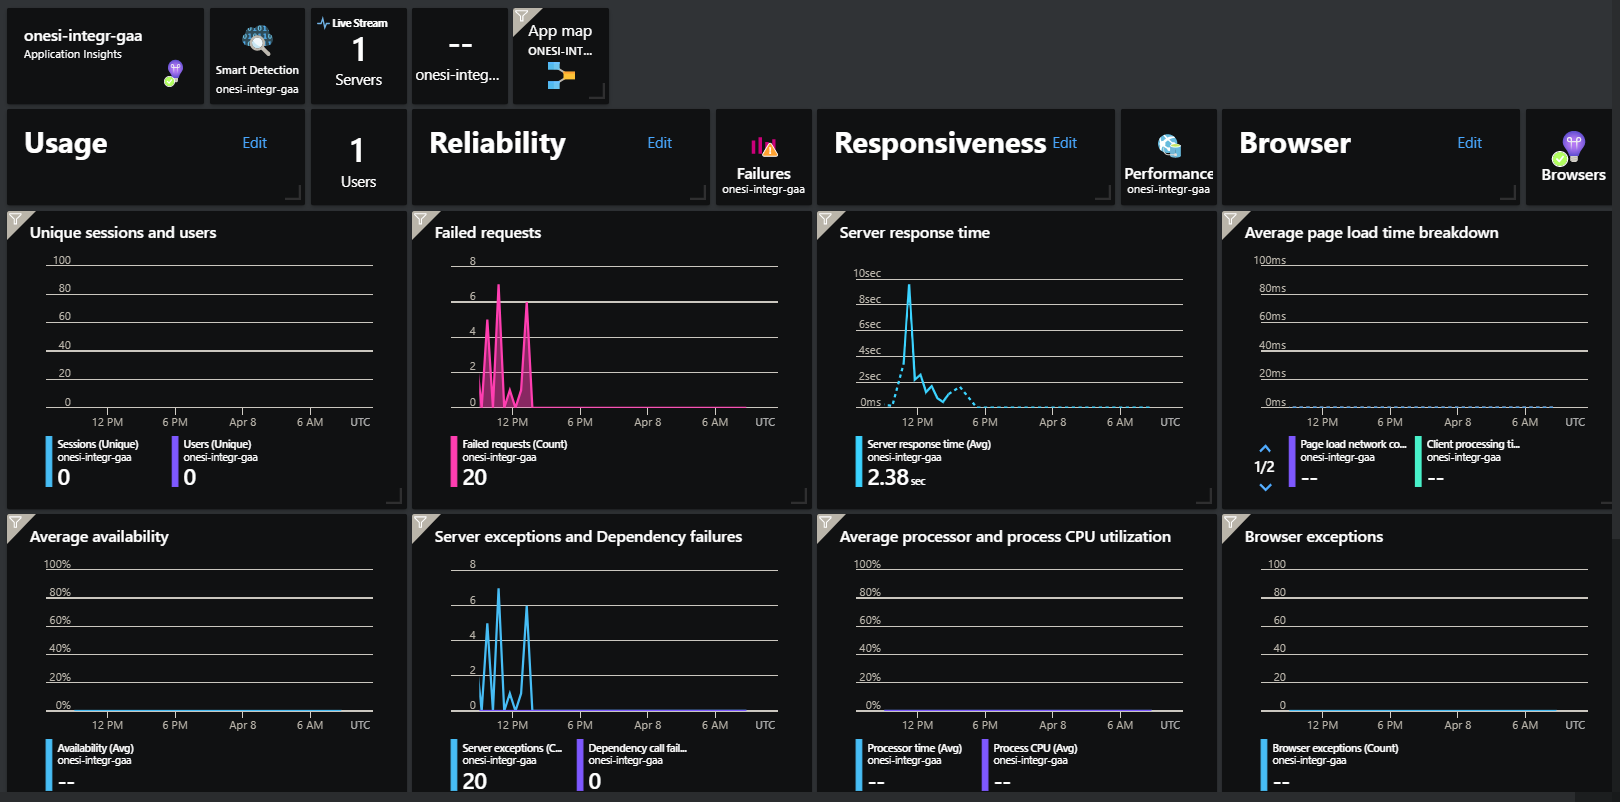 onesi-integr-gaa
Application Insights
Smart Detection
onesi-integr-gaa
Live Stream
1
Servers
--
onesi-integ...
App map
ONESI-INT...
Usage
Edit
1
Users
Reliability
Edit
Failures
onesi-integr-gaa
Responsiveness
Edit
Performance
onesi-integr-gaa
Browser
Edit
Browsers
Unique sessions and users
100
80
60
40
20
0
12 PM
6 PM
Apr 8
6 AM
UTC
Sessions (Unique)
onesi-integr-gaa
0
Users (Unique)
onesi-integr-gaa
0
Failed requests
8
6
4
2
0
12 PM
6 PM
Apr 8
6 AM
UTC
Failed requests (Count)
onesi-integr-gaa
20
Server response time
10sec
8sec
6sec
4sec
2sec
0ms
12 PM
6 PM
Apr 8
6 AM
UTC
Server response time (Avg)
onesi-integr-gaa
2.38 sec
Average page load time breakdown
100ms
80ms
60ms
40ms
20ms
0ms
12 PM
6 PM
Apr 8
6 AM
UTC
1/2
Page load network co...
onesi-integr-gaa
--
Client processing ti...
onesi-integr-gaa
--
Average availability
100%
80%
60%
40%
20%
0%
12 PM
6 PM
Apr 8
6 AM
UTC
Availability (Avg)
onesi-integr-gaa
--
Server exceptions and Dependency failures
8
6
4
2
0
12 PM
6 PM
Apr 8
6 AM
UTC
Server exceptions (C...
onesi-integr-gaa
20
Dependency call fail...
onesi-integr-gaa
0
Average processor and process CPU utilization
100%
80%
60%
40%
20%
0%
12 PM
6 PM
Apr 8
6 AM
UTC
Processor time (Avg)
onesi-integr-gaa
--
Process CPU (Avg)
onesi-integr-gaa
--
Browser exceptions
100
80
60
40
20
0
12 PM
6 PM
Apr 8
6 AM
UTC
Browser exceptions (Count)
onesi-integr-gaa
--